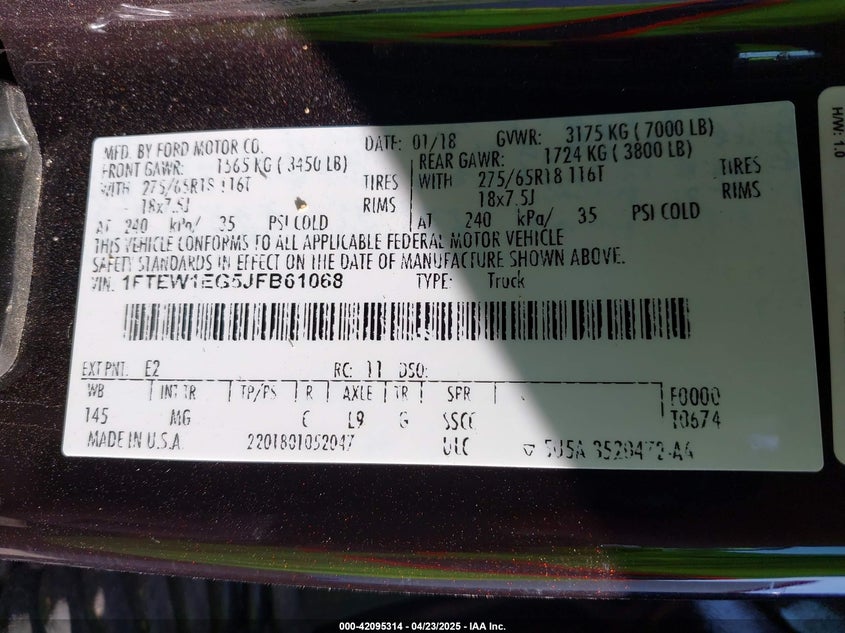 MFD. BY FORD MOTOR CO. DATE: 01/18 GVWR: 3175 KG ( 7000 LB)
FRONT GAWR: 1565 KG ( 3450 LB) REAR GAWR: 1724 KG ( 3800 LB)
WITH 275/65R18 116T TIRES WITH 275/65R18 116T TIRES
18x7.5J RIMS 18x7.5J RIMS
AT 240 kPa/ 35 PSI COLD AT 240 kPa/ 35 PSI COLD
THIS VEHICLE CONFORMS TO ALL APPLICABLE FEDERAL MOTOR VEHICLE
SAFETY STANDARDS IN EFFECT ON THE DATE OF MANUFACTURE SHOWN ABOVE.
VIN: 1FTEW1EG5JFB61068 TYPE: Truck
EXT PNT: E2 RC: 11 DSO:
WB INT TR TP/PS R AXLE TR SPR F0000
145 MG L9 G T0674
MADE IN U.S.A. 2201801052047 ULC
H/W: 1.0
000-42095314 - 04/23/2025 - IAA Inc.